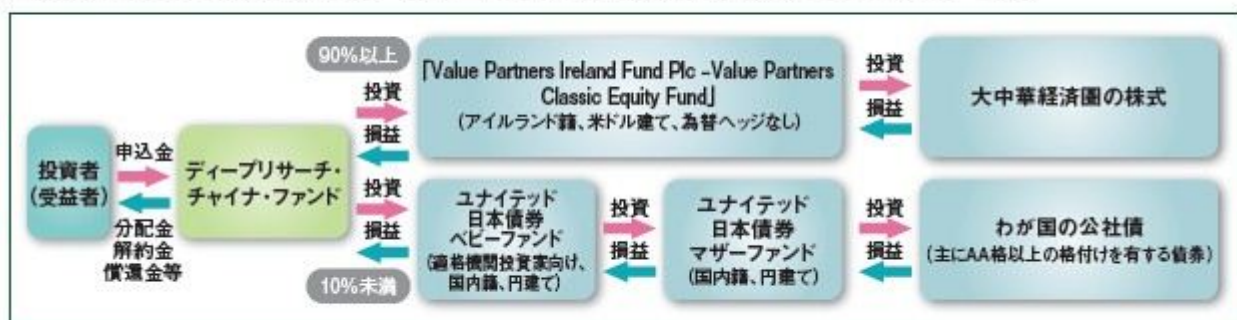 90%以上
「Value Partners Ireland Fund Plc –Value Partners
Classic Equity Fund」
(アイルランド籍、米ドル建て、為替ヘッジなし)
投資
損益
投資
損益
大中華経済圏の株式
投資者
(受益者)
申込金
分配金
解約金
償還金等
ディープリサーチ・
チャイナ・ファンド
投資
損益
10%未満
ユナイテッド
日本債券
ベビーファンド
(適格機関投資家向け、
国内籍、円建て)
投資
損益
ユナイテッド
日本債券
マザーファンド
(国内籍、円建て)
投資
損益
わが国の公社債
(主にAA格以上の格付けを有する債券)